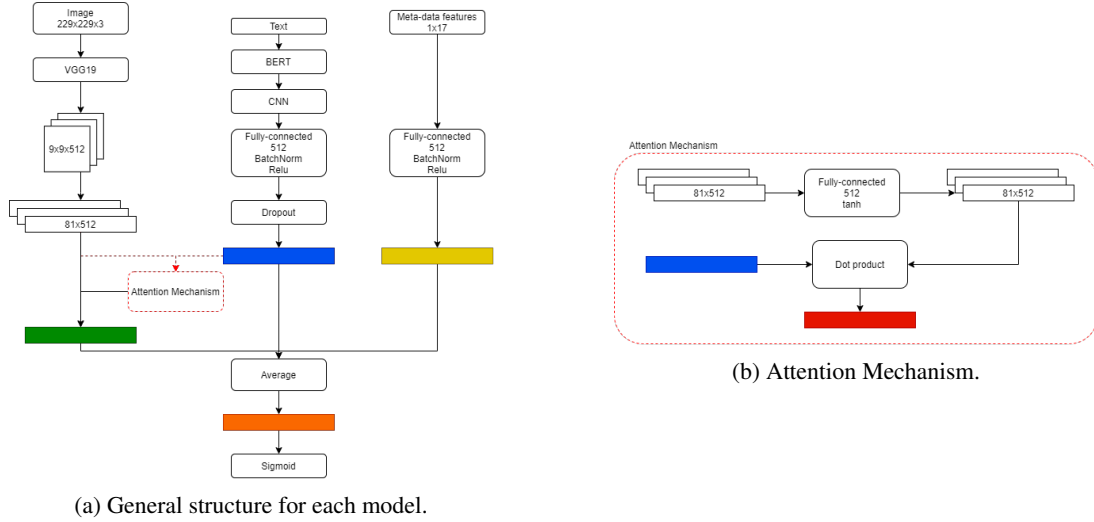 Image
229x229x3
VGG19
9x9x512
81x512
Attention Mechanism
Text
BERT
CNN
Fully-connected
512
BatchNorm
Relu
Dropout
Meta-data features
1x17
Fully-connected
512
BatchNorm
Relu
Average
Sigmoid
(a) General structure for each model.
Attention Mechanism
81x512
Fully-connected
512
tanh
81x512
Dot product
(b) Attention Mechanism.